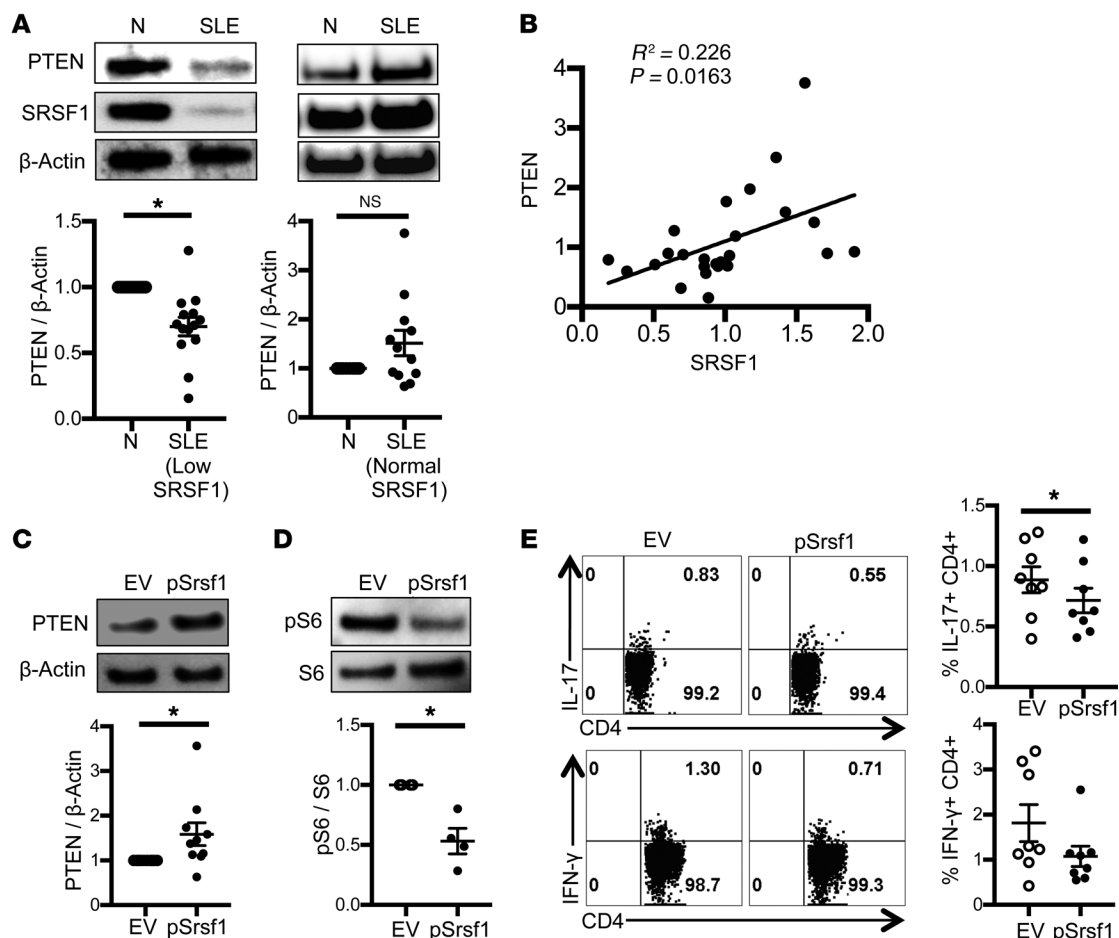 A
N SLE
PTEN
SRSF1
β-Actin
N SLE
PTEN / β-Actin
1.5
1.0
0.5
0.0
*
N SLE
(Low
SRSF1)
PTEN / β-Actin
4
3
2
1
0
NS
N SLE
(Normal
SRSF1)
B
R² = 0.226
P = 0.0163
PTEN
4
3
2
1
0
0.0 0.5 1.0 1.5 2.0
SRSF1
C
EV pSrsf1
PTEN
β-Actin
PTEN / β-Actin
4
3
2
1
0
*
EV pSrsf1
D
EV pSrsf1
pS6
S6
pS6 / S6
1.5
1.0
0.5
0.0
*
EV pSrsf1
E
EV pSrsf1
IL-17
0 0.83
0 99.2
0 0.55
0 99.4
CD4
IFN-γ
0 1.30
0 98.7
0 0.71
0 99.3
CD4
% IL-17+ CD4+
1.5
1.0
0.5
0.0
*
EV pSrsf1
% IFN-γ+ CD4+
4
3
2
1
0
EV pSrsf1